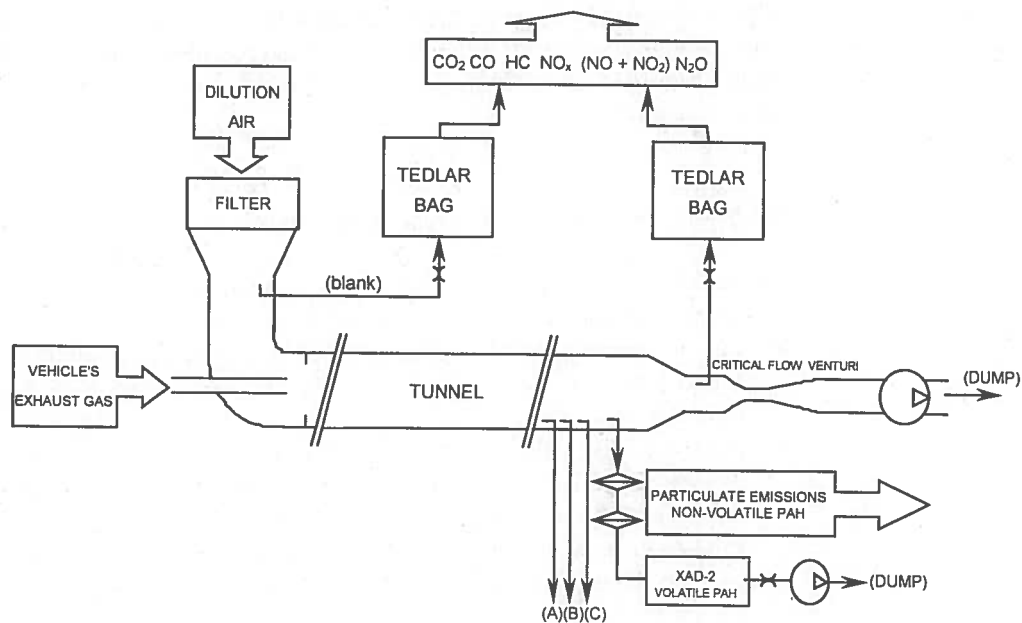 CO2 CO HC NOx (NO + NO2) N2O
DILUTION
AIR
FILTER
TEDLAR
BAG
TEDLAR
BAG
(blank)
VEHICLE'S
EXHAUST GAS
TUNNEL
CRITICAL FLOW VENTURI
(DUMP)
PARTICULATE EMISSIONS
NON-VOLATILE PAH
XAD-2
VOLATILE PAH
(DUMP)
(A)(B)(C)